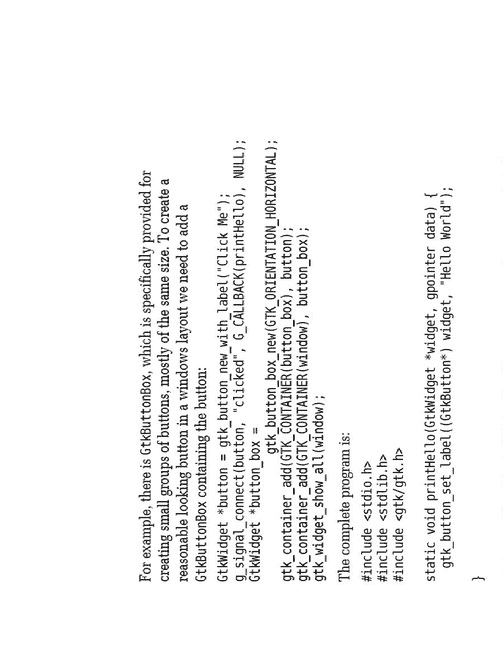 For example, there is GtkButtonBox, which is specifically provided for
creating small groups of buttons, mostly of the same size. To create a
reasonable looking button in a windows layout we need to add a
GtkButtonBox containing the button:
GtkWidget *button = gtk_button_new_with_label("Click Me");
g_signal_connect(button, "clicked", G_CALLBACK(printHello), NULL);
GtkWidget *button_box =
gtk_button_box_new(GTK_ORIENTATION_HORIZONTAL);
gtk_container_add(GTK_CONTAINER(button_box), button);
gtk_container_add(GTK_CONTAINER(window), button_box);
gtk_widget_show_all(window);
The complete program is:
#include <stdio.h>
#include <stdlib.h>
#include <gtk/gtk.h>
static void printHello(GtkWidget *widget, gpointer data) {
gtk_button_set_label((GtkButton*) widget, "Hello World");
}